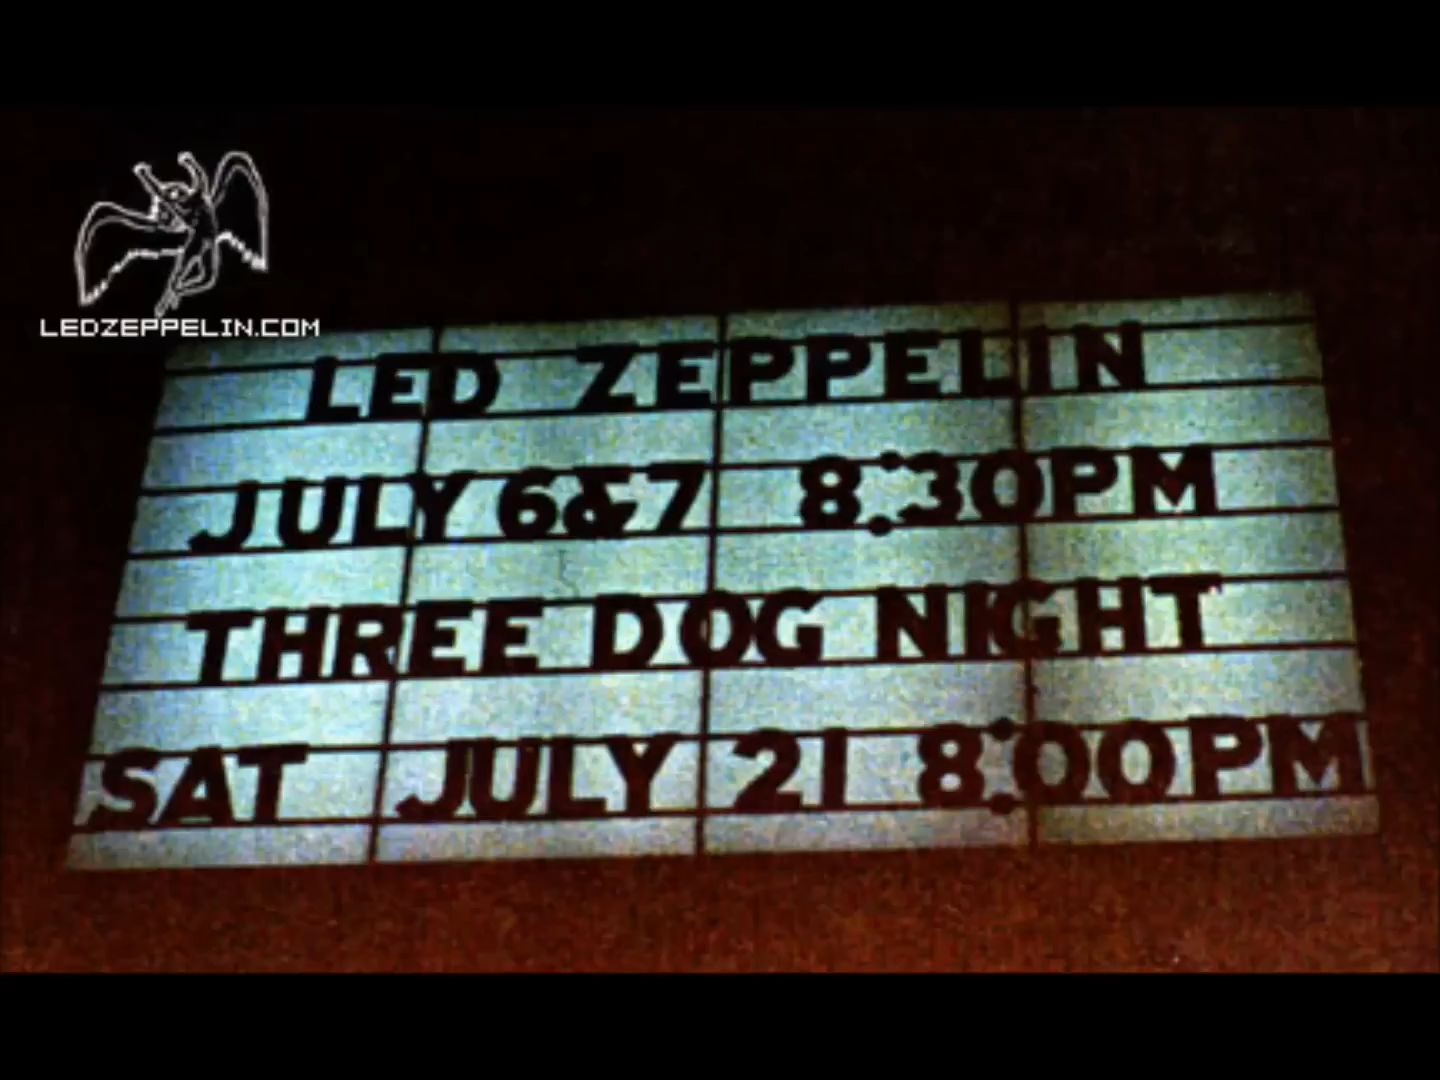 LEDZEPPELIN.COM
LED ZEPPELIN
JULY 6&7 8:30PM
THREE DOG NIGHT
SAT JULY 21 8:00PM